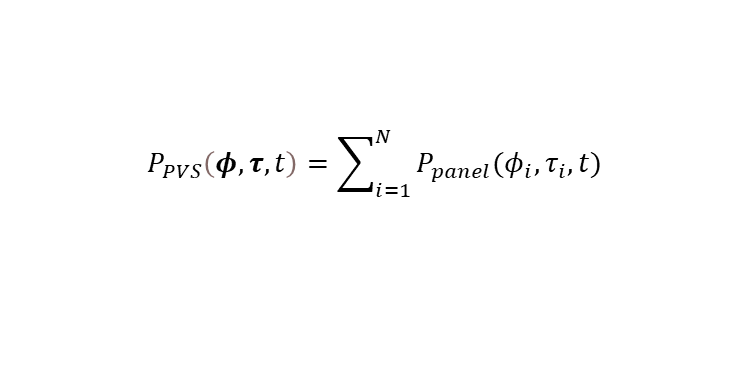 P_{PVS}(𝝓, 𝝉, t) = ∑_{i=1}^{N} P_{panel}(ϕ_i, τ_i, t)